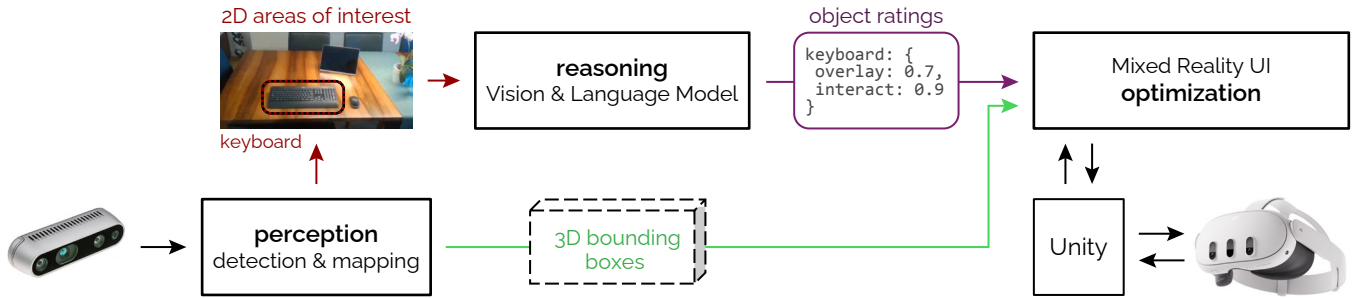 2D areas of interest
keyboard
reasoning
Vision & Language Model
object ratings
keyboard: {
overlay: 0.7,
interact: 0.9
}
Mixed Reality UI
optimization
perception
detection & mapping
3D bounding
boxes
Unity